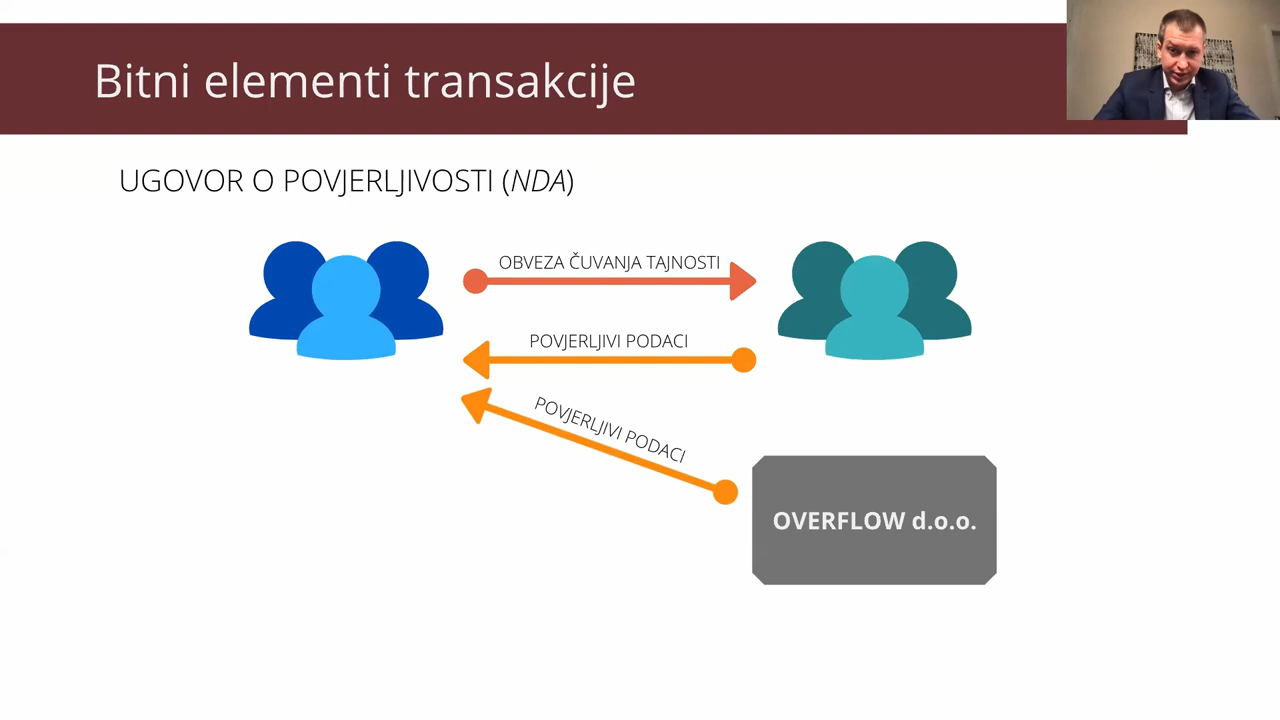 Bitni elementi transakcije
UGOVOR O POVJERLJIVOSTI (NDA)
OBVEZA ČUVANJA TAJNOSTI
POVJERLJIVI PODACI
POVJERLJIVI PODACI
OVERFLOW d.o.o.